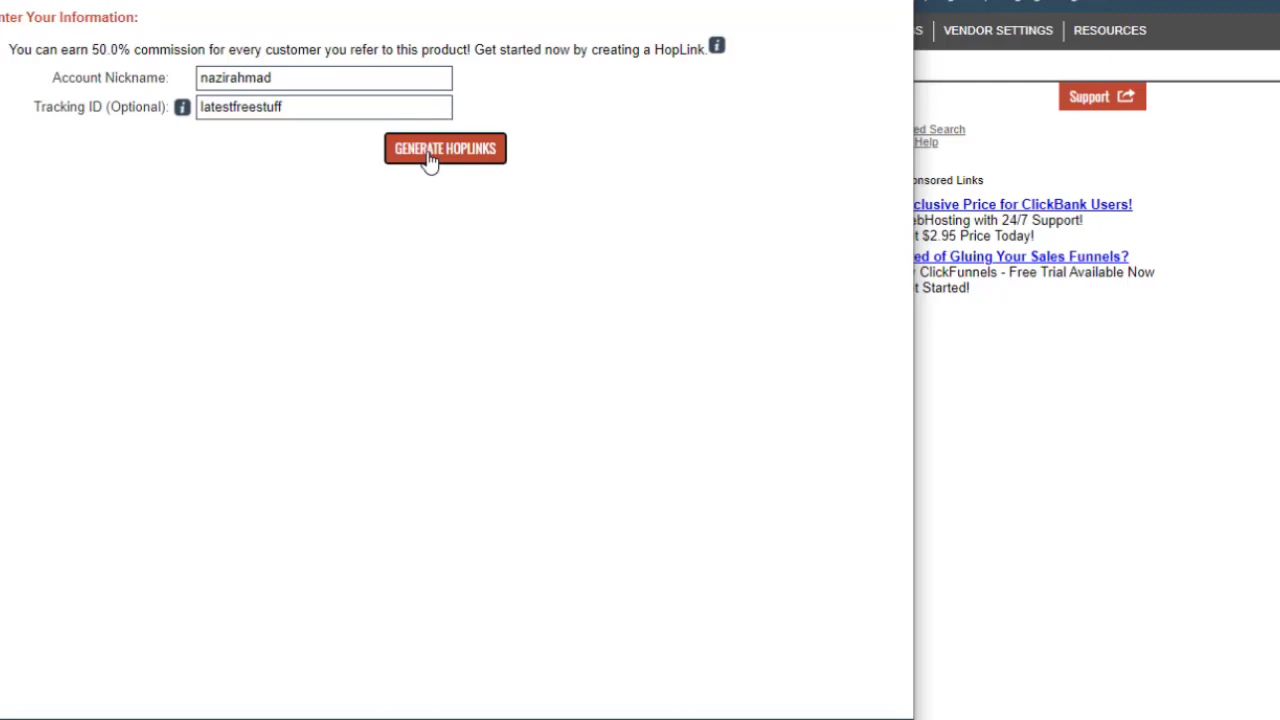 nter Your Information:
You can earn 50.0% commission for every customer you refer to this product! Get started now by creating a HopLink.
Account Nickname: nazirahmad
Tracking ID (Optional): latestfreestuff
GENERATE HOPLINKS
S VENDOR SETTINGS RESOURCES
Support
ed Search
Help
onsored Links
clusive Price for ClickBank Users!
ebHosting with 24/7 Support!
t $2.95 Price Today!
ed of Gluing Your Sales Funnels?
ClickFunnels - Free Trial Available Now
t Started!